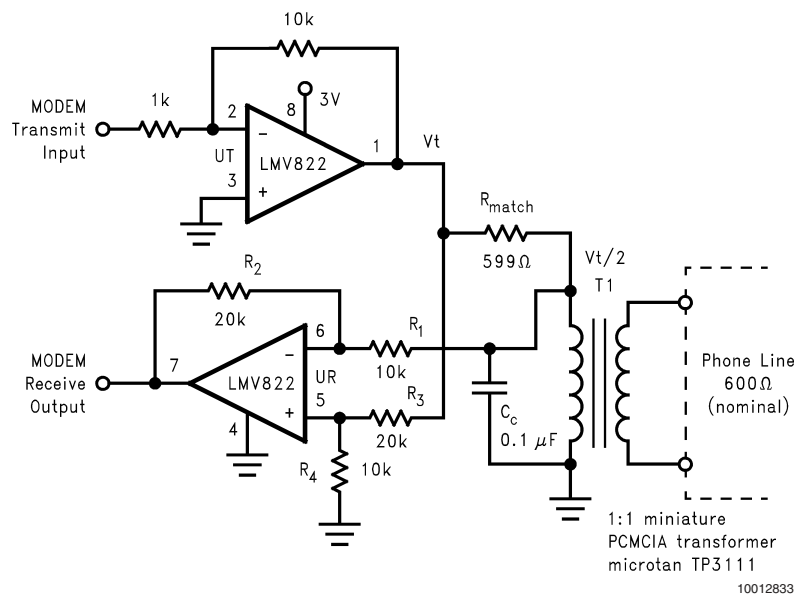 10k
1k
MODEM
Transmit
Input
2
8
3V
−
UT
LMV822
3
+
1
Vt
Rmatch
599Ω
Vt/2
T1
R2
20k
6
R1
10k
MODEM
Receive
Output
7
−
LMV822
UR
+
5
4
R3
20k
R4
10k
Cc
0.1 μF
Phone Line
600Ω
(nominal)
1:1 miniature
PCMCIA transformer
microtan TP3111
10012833